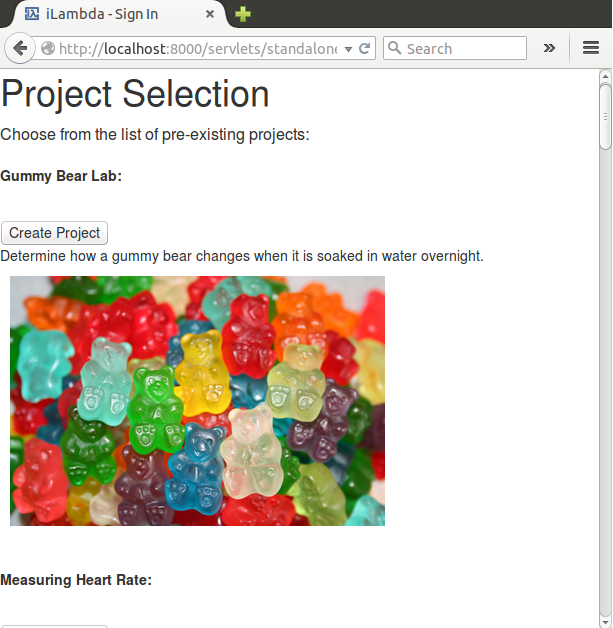 iLambda - Sign In
http://localhost:8000/servlets/standalone
Search
Project Selection
Choose from the list of pre-existing projects:
Gummy Bear Lab:
Create Project
Determine how a gummy bear changes when it is soaked in water overnight.
Measuring Heart Rate: